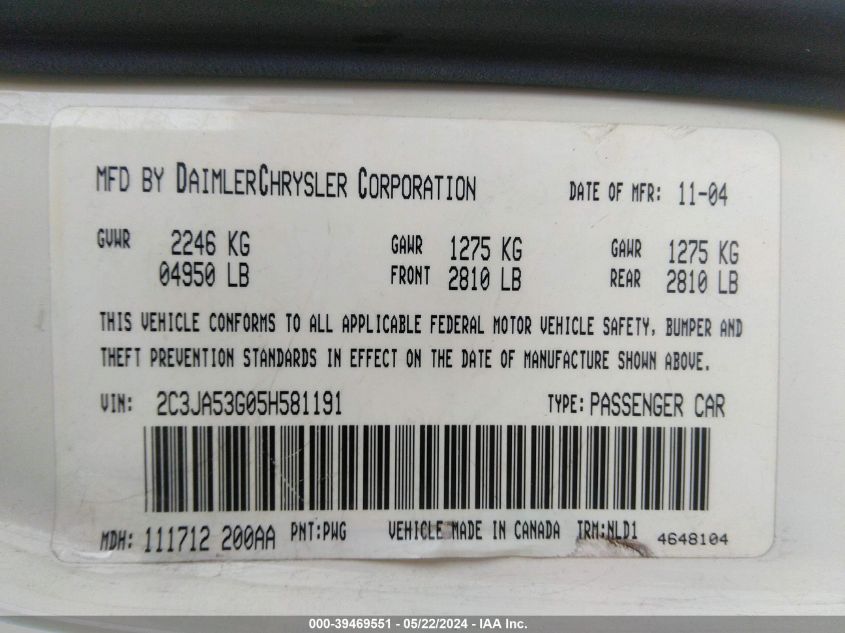 MFD BY DAIMLERCHRYSLER CORPORATION DATE OF MFR: 11-04
GVWR 2246 KG GAWR 1275 KG GAWR 1275 KG
04950 LB FRONT 2810 LB REAR 2810 LB
THIS VEHICLE CONFORMS TO ALL APPLICABLE FEDERAL MOTOR VEHICLE SAFETY, BUMPER AND
THEFT PREVENTION STANDARDS IN EFFECT ON THE DATE OF MANUFACTURE SHOWN ABOVE.
VIN: 2C3JA53G05H581191 TYPE: PASSENGER CAR
MDH: 111712 200AA PNT:PWG VEHICLE MADE IN CANADA TRM:NLD1 4648104
000-39469551 - 05/22/2024 - IAA Inc.